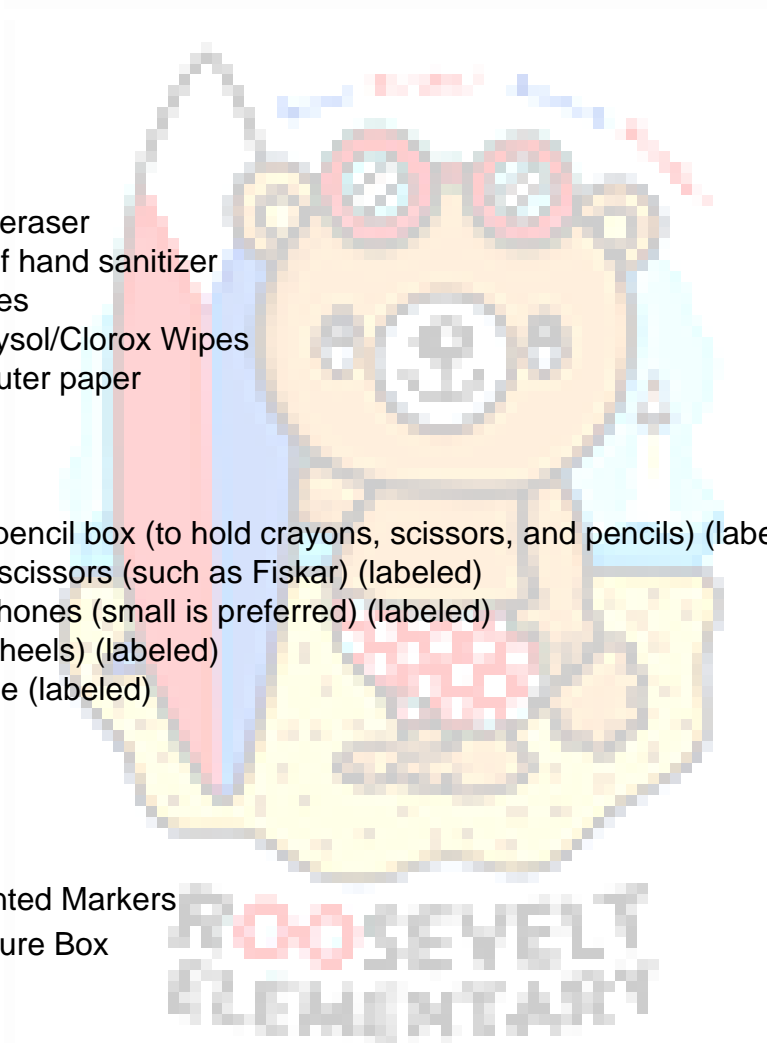 eraser
f hand sanitizer
es
ysol/Clorox Wipes
uter paper
pencil box (to hold crayons, scissors, and pencils) (labe
scissors (such as Fiskar) (labeled)
hones (small is preferred) (labeled)
heels) (labeled)
e (labeled)
nted Markers
ure Box
ROOSEVELT
ELEMENTARY